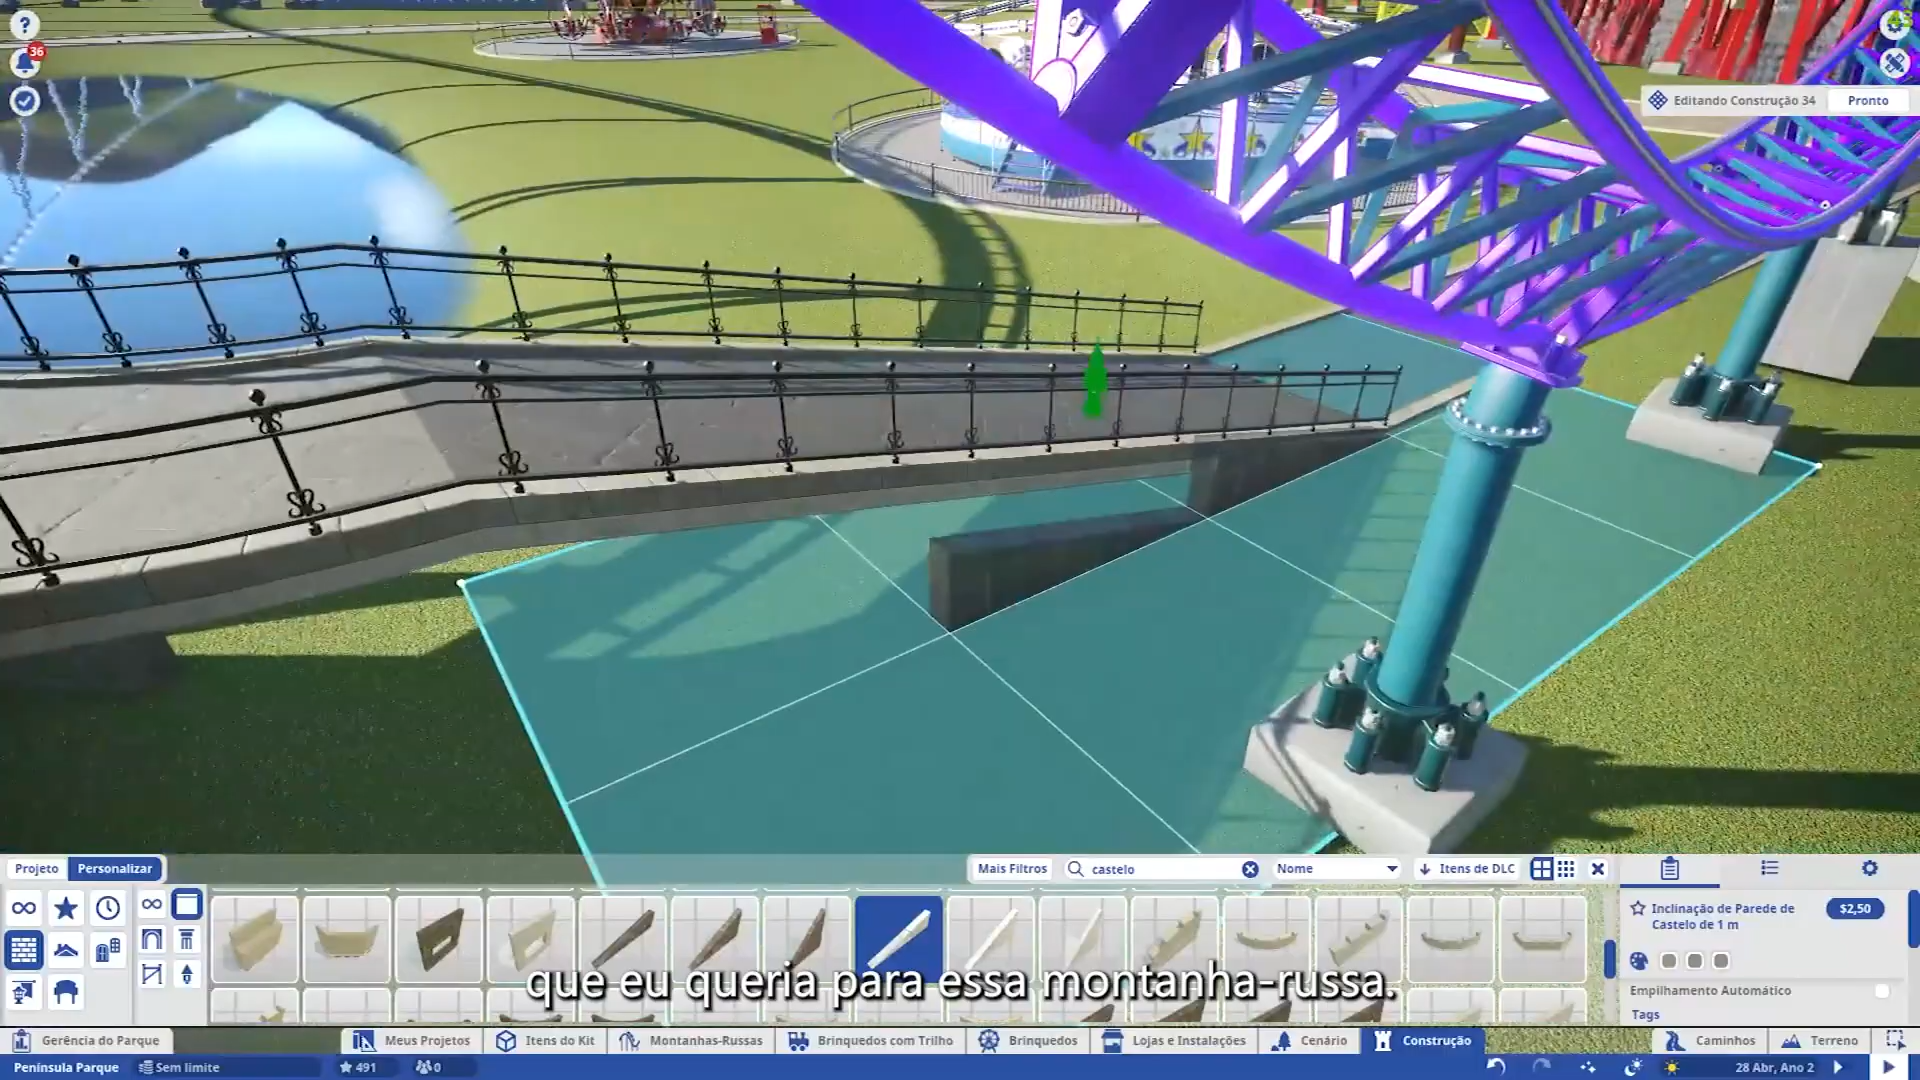 ?
36
43
Editando Construção 34
Pronto
Projeto
Personalizar
Mais Filtros
castelo
Nome
Itens de DLC
Inclinação de Parede de
Castelo de 1 m
$2,50
Empilhamento Automático
Tags
que eu queria para essa montanha-russa.
Gerência do Parque
Meus Projetos
Itens do Kit
Montanhas-Russas
Brinquedos com Trilho
Brinquedos
Lojas e Instalações
Cenário
Construção
Caminhos
Terreno
Península Parque
Sem limite
491
0
28 Abr, Ano 2